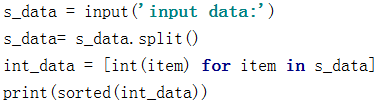 s_data = input('input data:')
s_data= s_data.split()
int_data = [int(item) for item in s_data]
print(sorted(int_data))